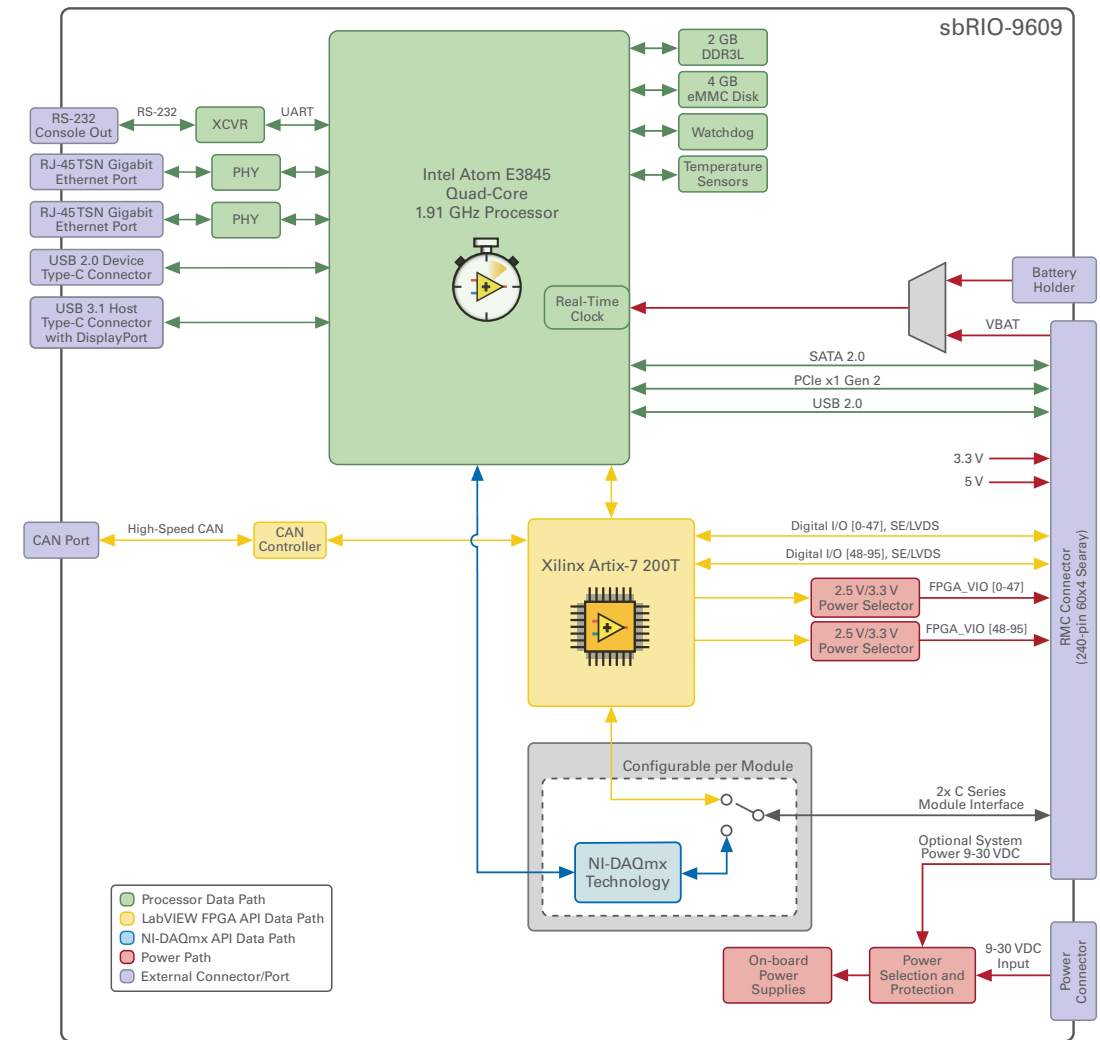 sbRIO-9609
2 GB
DDR3L
4 GB
eMMC Disk
Watchdog
Temperature
Sensors
RS-232
Console Out
RS-232
XCVR
UART
RJ-45 TSN Gigabit
Ethernet Port
PHY
RJ-45 TSN Gigabit
Ethernet Port
PHY
USB 2.0 Device
Type-C Connector
USB 3.1 Host
Type-C Connector
with DisplayPort
Intel Atom E3845
Quad-Core
1.91 GHz Processor
Real-Time
Clock
Battery
Holder
VBAT
SATA 2.0
PCIe x1 Gen 2
USB 2.0
3.3 V
5 V
RMC Connector
(240-pin 60x4 Searay)
CAN Port
High-Speed CAN
CAN
Controller
Xilinx Artix-7 200T
Digital I/O [0-47], SE/LVDS
Digital I/O [48-95], SE/LVDS
2.5 V/3.3 V
Power Selector
FPGA_VIO [0-47]
2.5 V/3.3 V
Power Selector
FPGA_VIO [48-95]
Configurable per Module
NI-DAQmx
Technology
2x C Series
Module Interface
Optional System
Power 9-30 VDC
Processor Data Path
LabVIEW FPGA API Data Path
NI-DAQmx API Data Path
Power Path
External Connector/Port
On-board
Power
Supplies
Power
Selection and
Protection
9-30 VDC
Input
Power
Connector